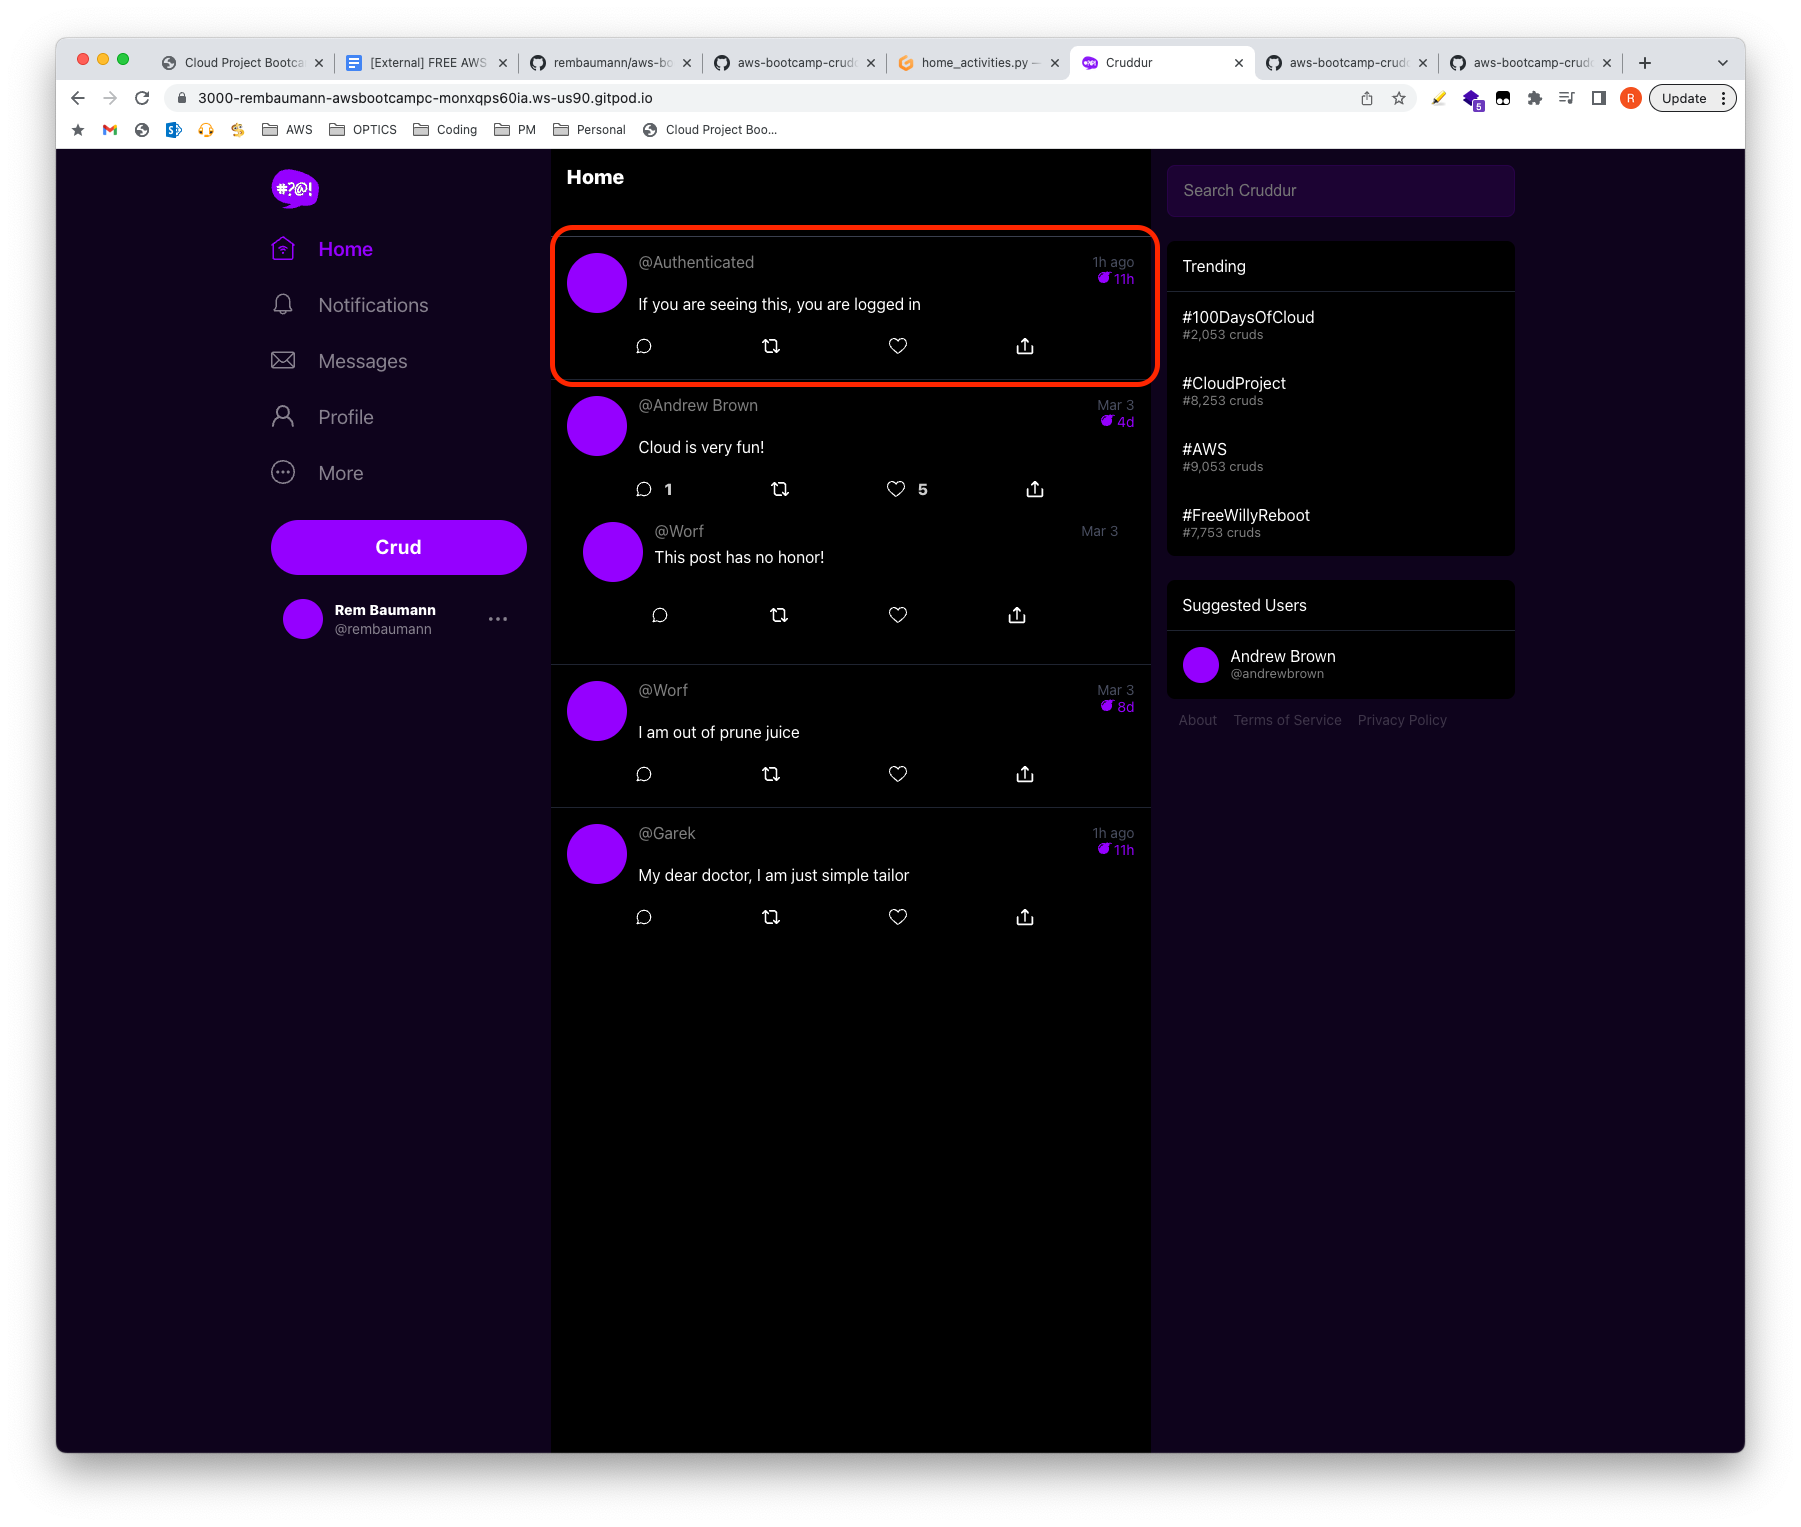 Cloud Project Bootca
[External] FREE AWS
rembaumann/aws-bo
aws-bootcamp-crud
home_activities.py —
Cruddur
aws-bootcamp-crud
aws-bootcamp-crud
3000-rembaumann-awsbootcampc-monxqps60ia.ws-us90.gitpod.io
5
R
Update
AWS
OPTICS
Coding
PM
Personal
Cloud Project Boo...
#?@!
Home
Notifications
Messages
Profile
More
Crud
Rem Baumann
@rembaumann
Home
@Authenticated
1h ago
11h
If you are seeing this, you are logged in
@Andrew Brown
Mar 3
4d
Cloud is very fun!
1
5
@Worf
Mar 3
This post has no honor!
@Worf
Mar 3
8d
I am out of prune juice
@Garek
1h ago
11h
My dear doctor, I am just simple tailor
Search Cruddur
Trending
#100DaysOfCloud
#2,053 cruds
#CloudProject
#8,253 cruds
#AWS
#9,053 cruds
#FreeWillyReboot
#7,753 cruds
Suggested Users
Andrew Brown
@andrewbrown
About Terms of Service Privacy Policy